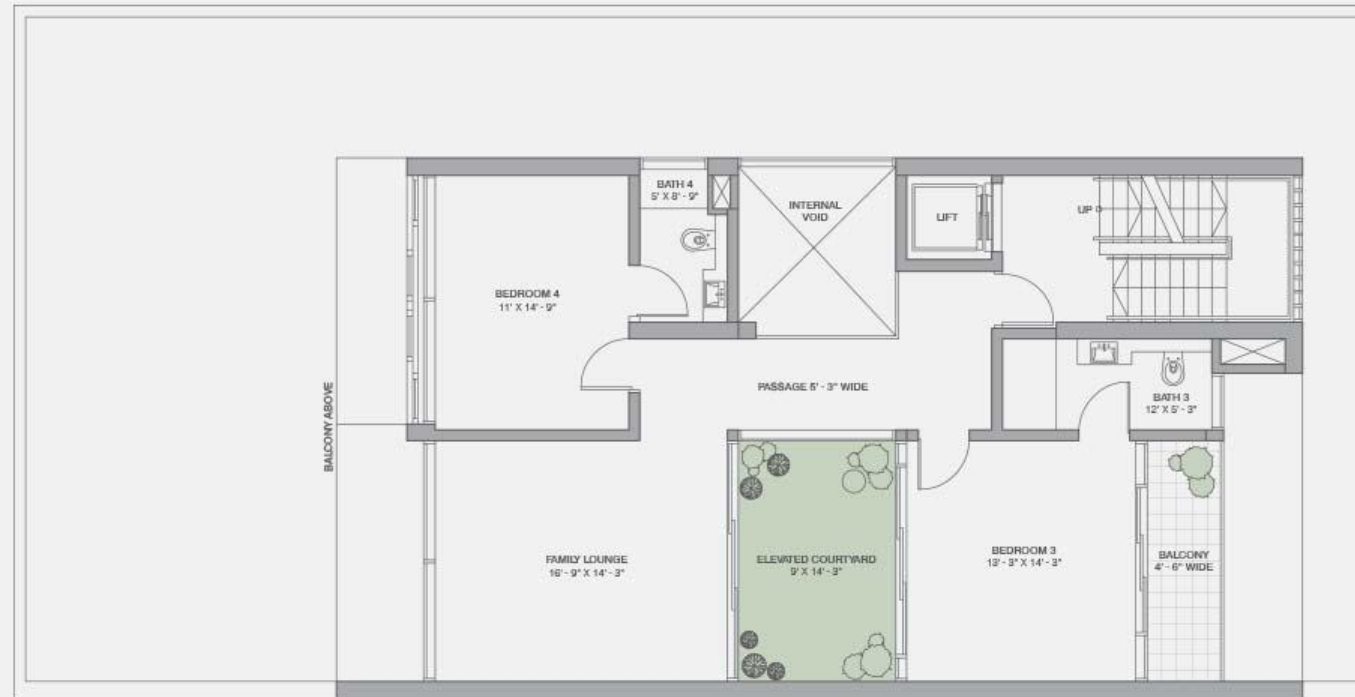 BATH 4
5' X 8' - 9"
INTERNAL
VOID
LIFT
UP
BEDROOM 4
11' X 14' - 9"
PASSAGE 5' - 3" WIDE
BATH 3
12' X 5' - 3"
BALCONY ABOVE
FAMILY LOUNGE
16' - 9" X 14' - 3"
ELEVATED COURTYARD
9' X 14' - 3"
BEDROOM 3
13' - 3" X 14' - 3"
BALCONY
4' - 6" WIDE